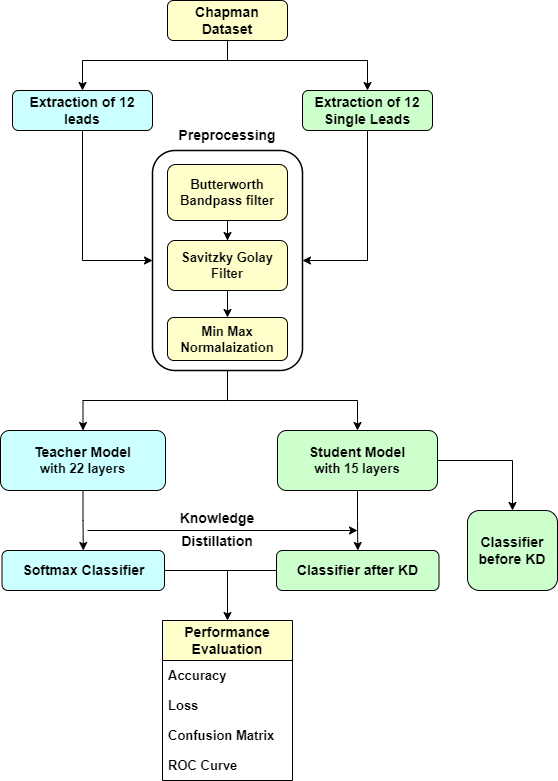 Chapman
Dataset
Extraction of 12
leads
Extraction of 12
Single Leads
Preprocessing
Butterworth
Bandpass filter
Savitzky Golay
Filter
Min Max
Normalaization
Teacher Model
with 22 layers
Student Model
with 15 layers
Knowledge
Distillation
Classifier
before KD
Softmax Classifier
Classifier after KD
Performance
Evaluation
Accuracy
Loss
Confusion Matrix
ROC Curve